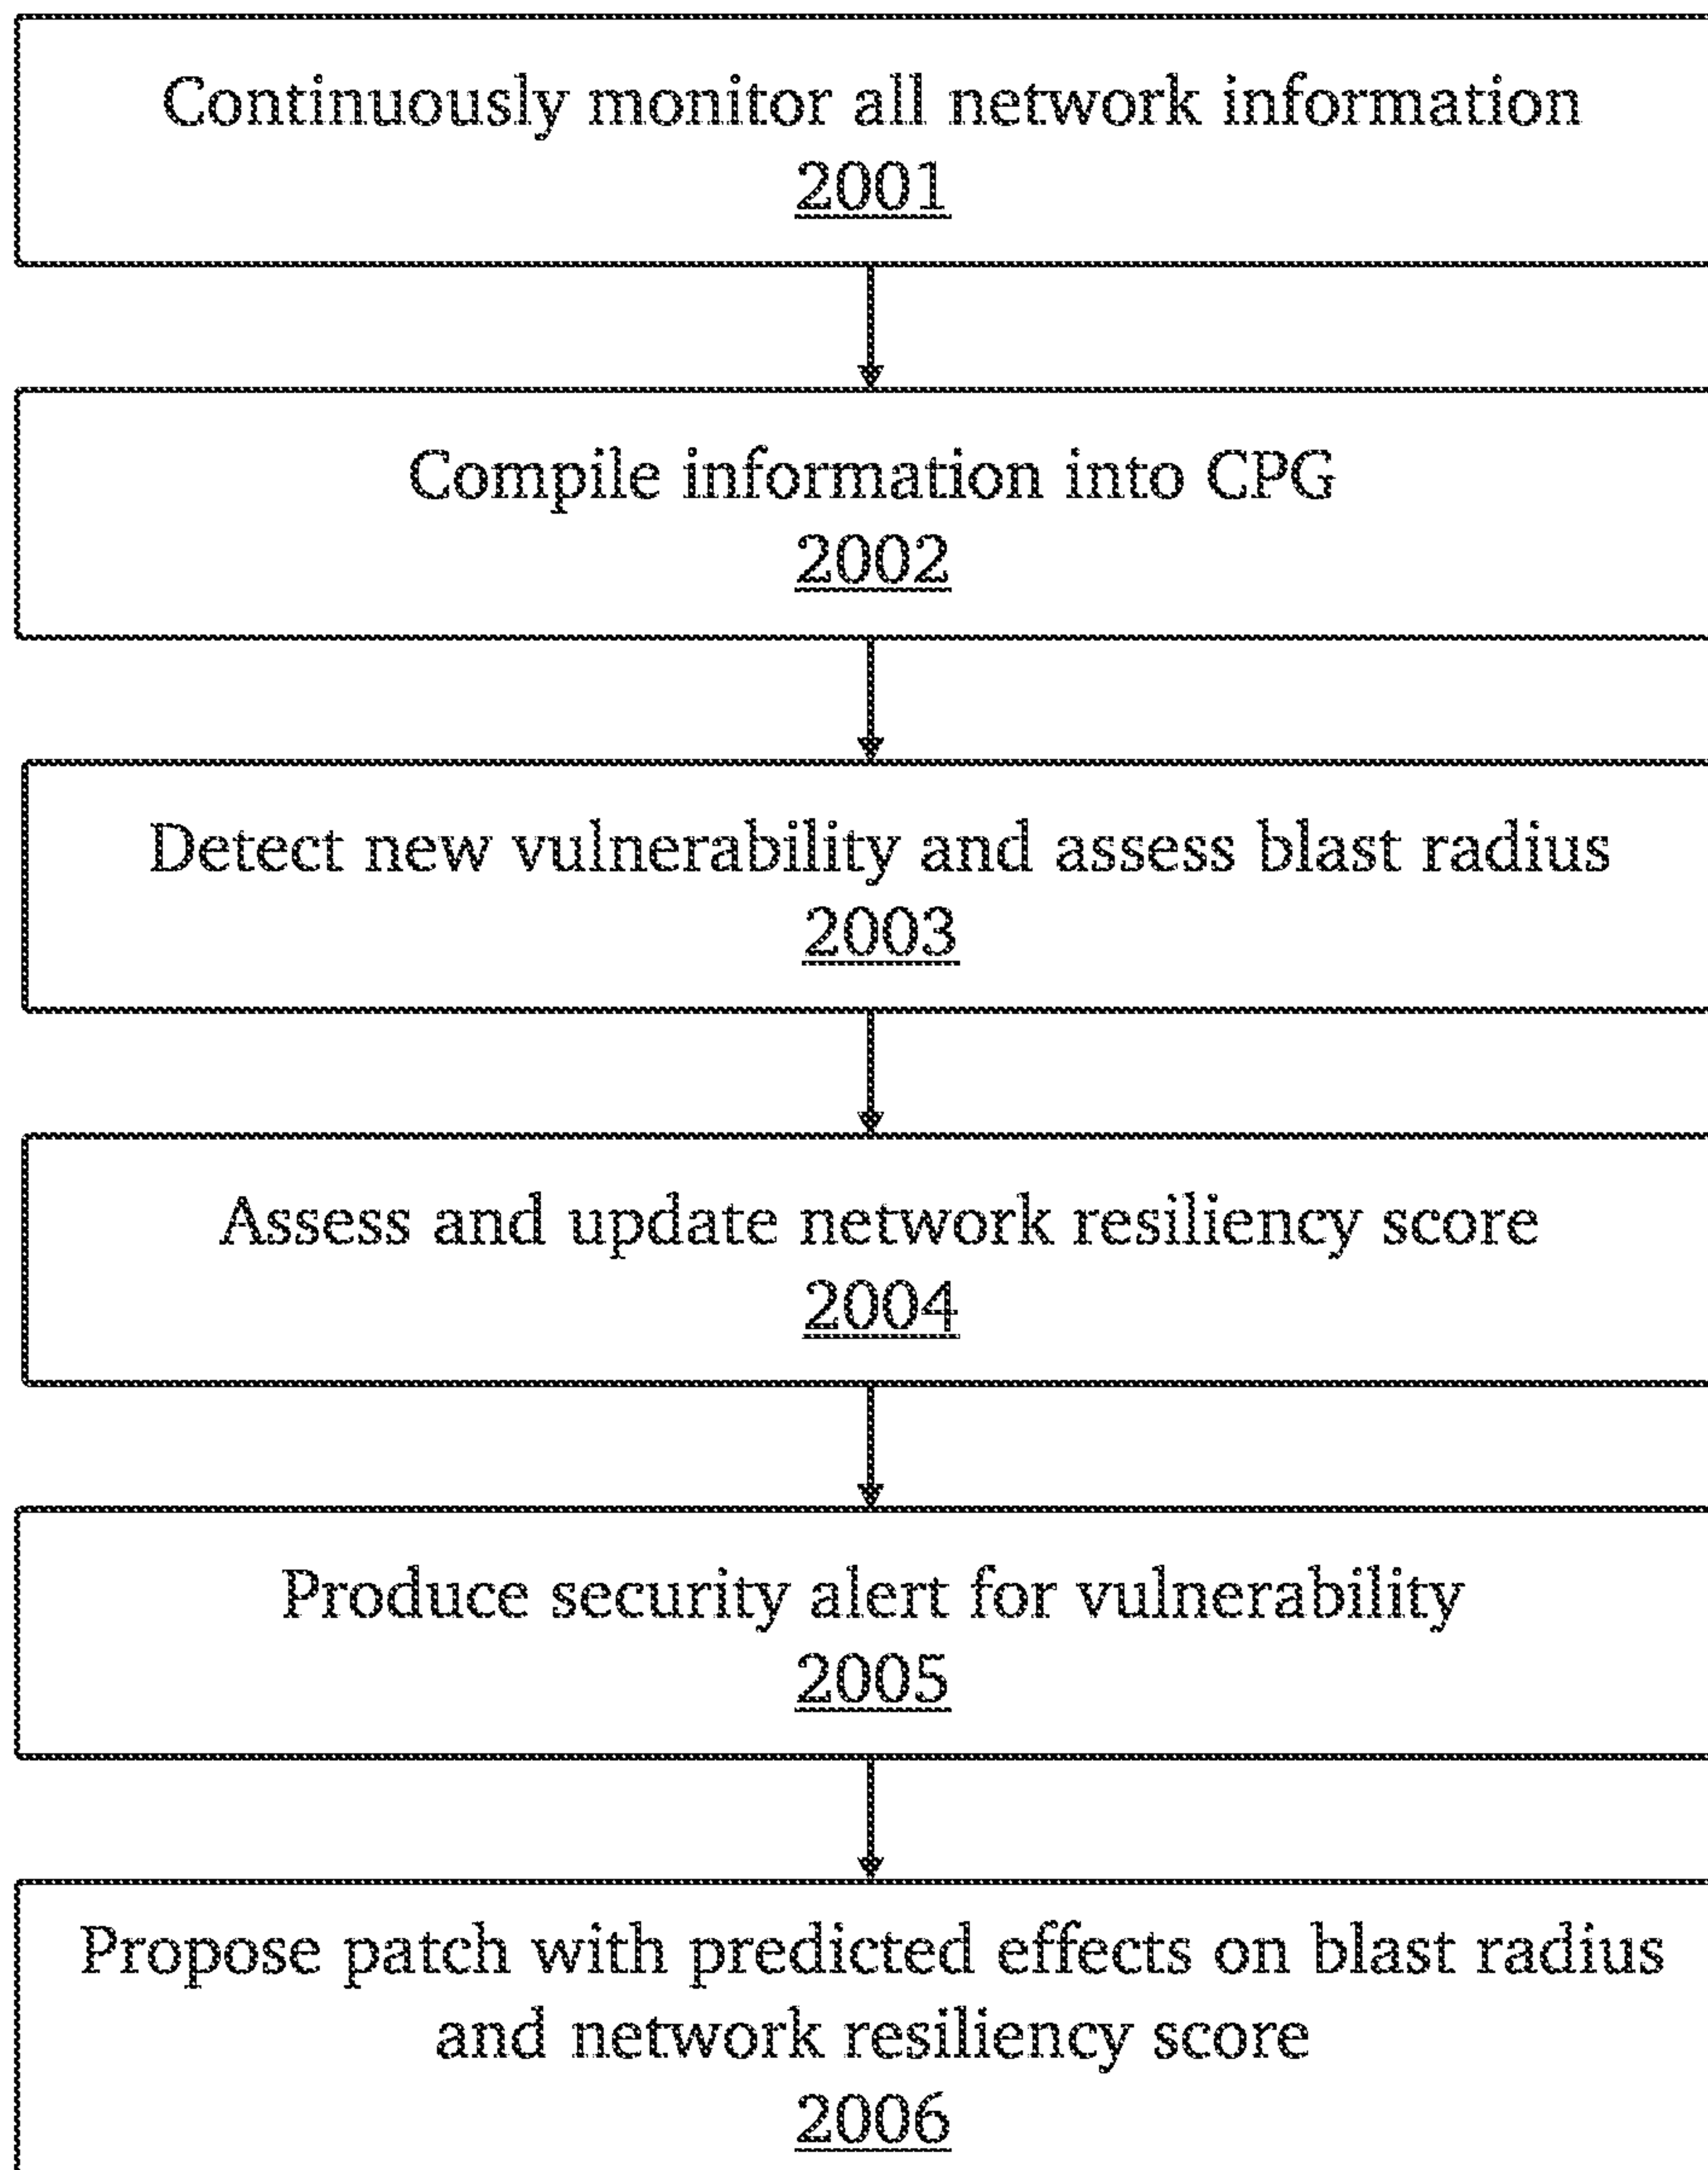 Continuously monitor all network information
2001
Compile information into CPG
2002
Detect new vulnerability and assess blast radius
2003
Assess and update network resiliency score
2004
Produce security alert for vulnerability
2005
Propose patch with predicted effects on blast radius
and network resiliency score
2006